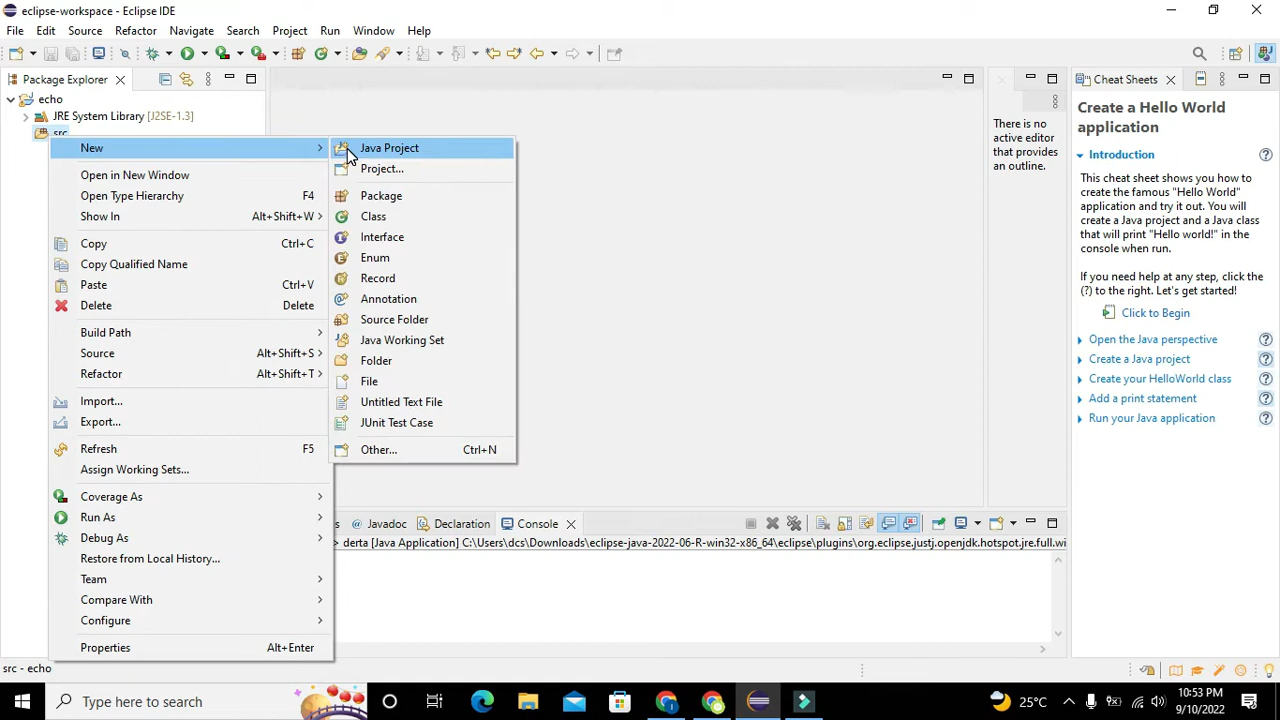 eclipse-workspace - Eclipse IDE
File Edit Source Refactor Navigate Search Project Run Window Help
Package Explorer
echo
JRE System Library [J2SE-1.3]
src
New
Open in New Window
Open Type Hierarchy F4
Show In Alt+Shift+W
Copy Ctrl+C
Copy Qualified Name
Paste Ctrl+V
Delete Delete
Build Path
Source Alt+Shift+S
Refactor Alt+Shift+T
Import...
Export...
Refresh F5
Assign Working Sets...
Coverage As
Run As
Debug As
Restore from Local History...
Team
Compare With
Configure
Properties Alt+Enter
Java Project
Project...
Package
Class
Interface
Enum
Record
Annotation
Source Folder
Java Working Set
Folder
File
Untitled Text File
JUnit Test Case
Other... Ctrl+N
There is no
active editor
that provides
an outline.
Cheat Sheets
Create a Hello World
application
Introduction
This cheat sheet shows you how to
create the famous "Hello World"
application and try it out. You will
create a Java project and a Java class
that will print "Hello world!" in the
console when run.
If you need help at any step, click the
(?) to the right. Let's get started!
Click to Begin
Open the Java perspective
Create a Java project
Create your HelloWorld class
Add a print statement
Run your Java application
s @ Javadoc Declaration Console
> derta [Java Application] C:\Users\dcs\Downloads\eclipse-java-2022-06-R-win32-x86_64\eclipse\plugins\org.eclipse.justj.openjdk.hotspot.jre.full.wi
src - echo
Type here to search
25°C
10:53 PM
9/10/2022